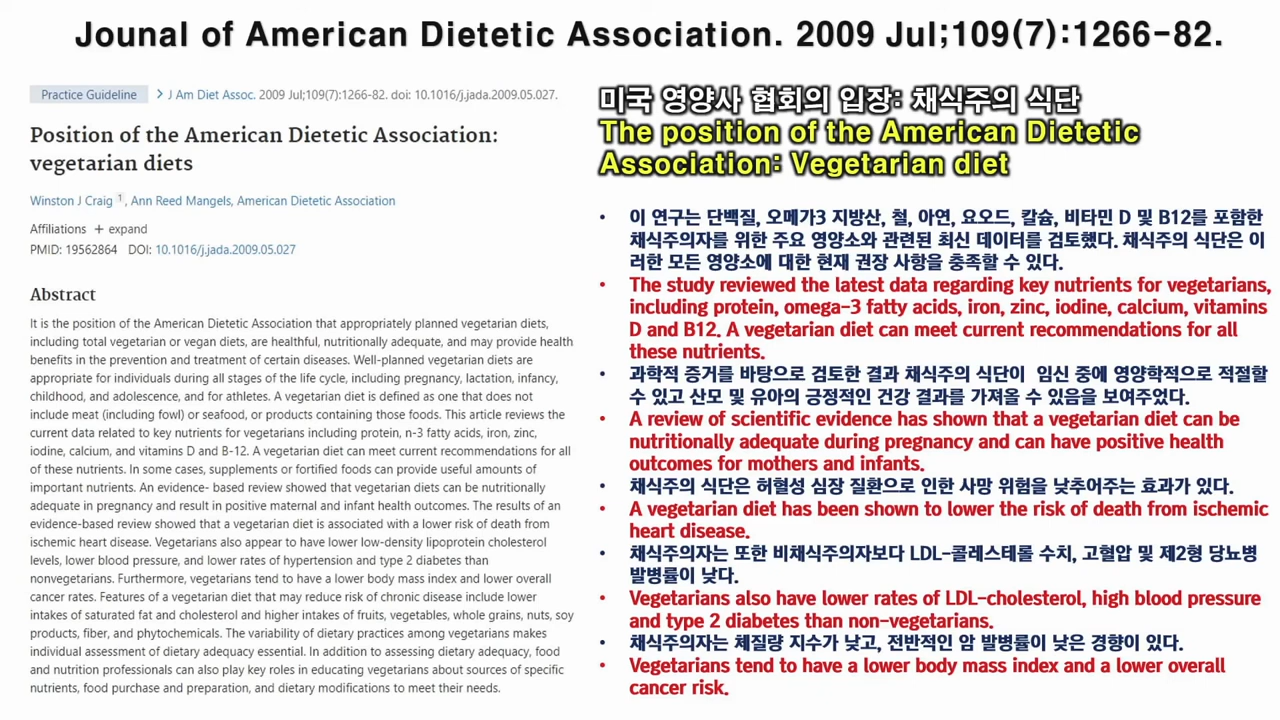 Jounal of American Dietetic Association. 2009 Jul;109(7):1266-82.
Practice Guideline > J Am Diet Assoc. 2009 Jul;109(7):1266-82. doi: 10.1016/j.jada.2009.05.027.
Position of the American Dietetic Association:
vegetarian diets
Winston J Craig 1, Ann Reed Mangels, American Dietetic Association
Affiliations + expand
PMID: 19562864 DOI: 10.1016/j.jada.2009.05.027
Abstract
It is the position of the American Dietetic Association that appropriately planned vegetarian diets,
including total vegetarian or vegan diets, are healthful, nutritionally adequate, and may provide health
benefits in the prevention and treatment of certain diseases. Well-planned vegetarian diets are
appropriate for individuals during all stages of the life cycle, including pregnancy, lactation, infancy,
childhood, and adolescence, and for athletes. A vegetarian diet is defined as one that does not
include meat (including fowl) or seafood, or products containing those foods. This article reviews the
current data related to key nutrients for vegetarians including protein, n-3 fatty acids, iron, zinc,
iodine, calcium, and vitamins D and B-12. A vegetarian diet can meet current recommendations for all
of these nutrients. In some cases, supplements or fortified foods can provide useful amounts of
important nutrients. An evidence- based review showed that vegetarian diets can be nutritionally
adequate in pregnancy and result in positive maternal and infant health outcomes. The results of an
evidence-based review showed that a vegetarian diet is associated with a lower risk of death from
ischemic heart disease. Vegetarians also appear to have lower low-density lipoprotein cholesterol
levels, lower blood pressure, and lower rates of hypertension and type 2 diabetes than
nonvegetarians. Furthermore, vegetarians tend to have a lower body mass index and lower overall
cancer rates. Features of a vegetarian diet that may reduce risk of chronic disease include lower
intakes of saturated fat and cholesterol and higher intakes of fruits, vegetables, whole grains, nuts, soy
products, fiber, and phytochemicals. The variability of dietary practices among vegetarians makes
individual assessment of dietary adequacy essential. In addition to assessing dietary adequacy, food
and nutrition professionals can also play key roles in educating vegetarians about sources of specific
nutrients, food purchase and preparation, and dietary modifications to meet their needs.
미국 영양사 협회의 입장: 채식주의 식단
The position of the American Dietetic
Association: Vegetarian diet
• 이 연구는 단백질, 오메가3 지방산, 철, 아연, 요오드, 칼슘, 비타민 D 및 B12를 포함한
채식주의자를 위한 주요 영양소와 관련된 최신 데이터를 검토했다. 채식주의 식단은 이
러한 모든 영양소에 대한 현재 권장 사항을 충족할 수 있다.
• The study reviewed the latest data regarding key nutrients for vegetarians,
including protein, omega-3 fatty acids, iron, zinc, iodine, calcium, vitamins
D and B12. A vegetarian diet can meet current recommendations for all
these nutrients.
• 과학적 증거를 바탕으로 검토한 결과 채식주의 식단이 임신 중에 영양학적으로 적절할
수 있고 산모 및 유아의 긍정적인 건강 결과를 가져올 수 있음을 보여주었다.
• A review of scientific evidence has shown that a vegetarian diet can be
nutritionally adequate during pregnancy and can have positive health
outcomes for mothers and infants.
• 채식주의 식단은 허혈성 심장 질환으로 인한 사망 위험을 낮추어주는 효과가 있다.
• A vegetarian diet has been shown to lower the risk of death from ischemic
heart disease.
• 채식주의자는 또한 비채식주의자보다 LDL-콜레스테롤 수치, 고혈압 및 제2형 당뇨병
발병률이 낮다.
• Vegetarians also have lower rates of LDL-cholesterol, high blood pressure
and type 2 diabetes than non-vegetarians.
• 채식주의자는 체질량 지수가 낮고, 전반적인 암 발병률이 낮은 경향이 있다.
• Vegetarians tend to have a lower body mass index and a lower overall
cancer risk.